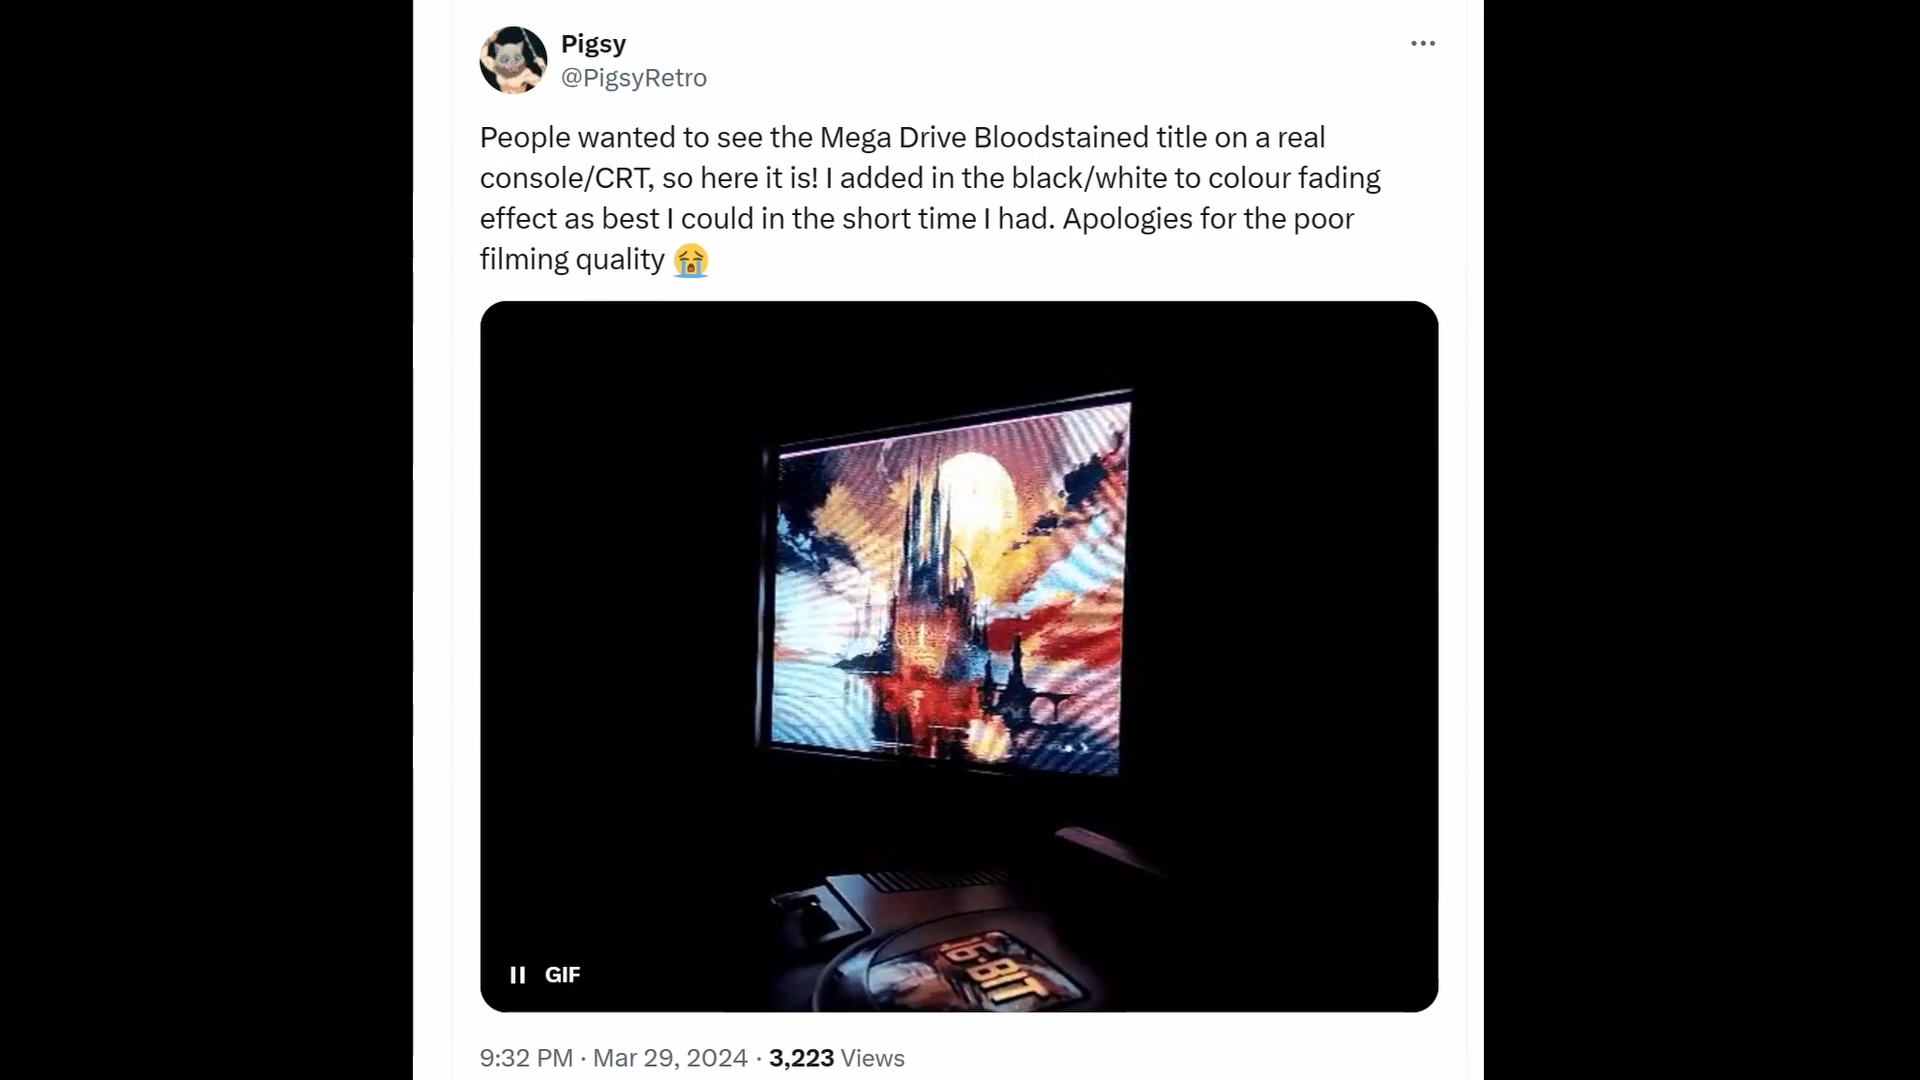 Pigsy
@PigsyRetro
People wanted to see the Mega Drive Bloodstained title on a real
console/CRT, so here it is! I added in the black/white to colour fading
effect as best I could in the short time I had. Apologies for the poor
filming quality 😭
16-BIT
GIF
9:32 PM · Mar 29, 2024 · 3,223 Views